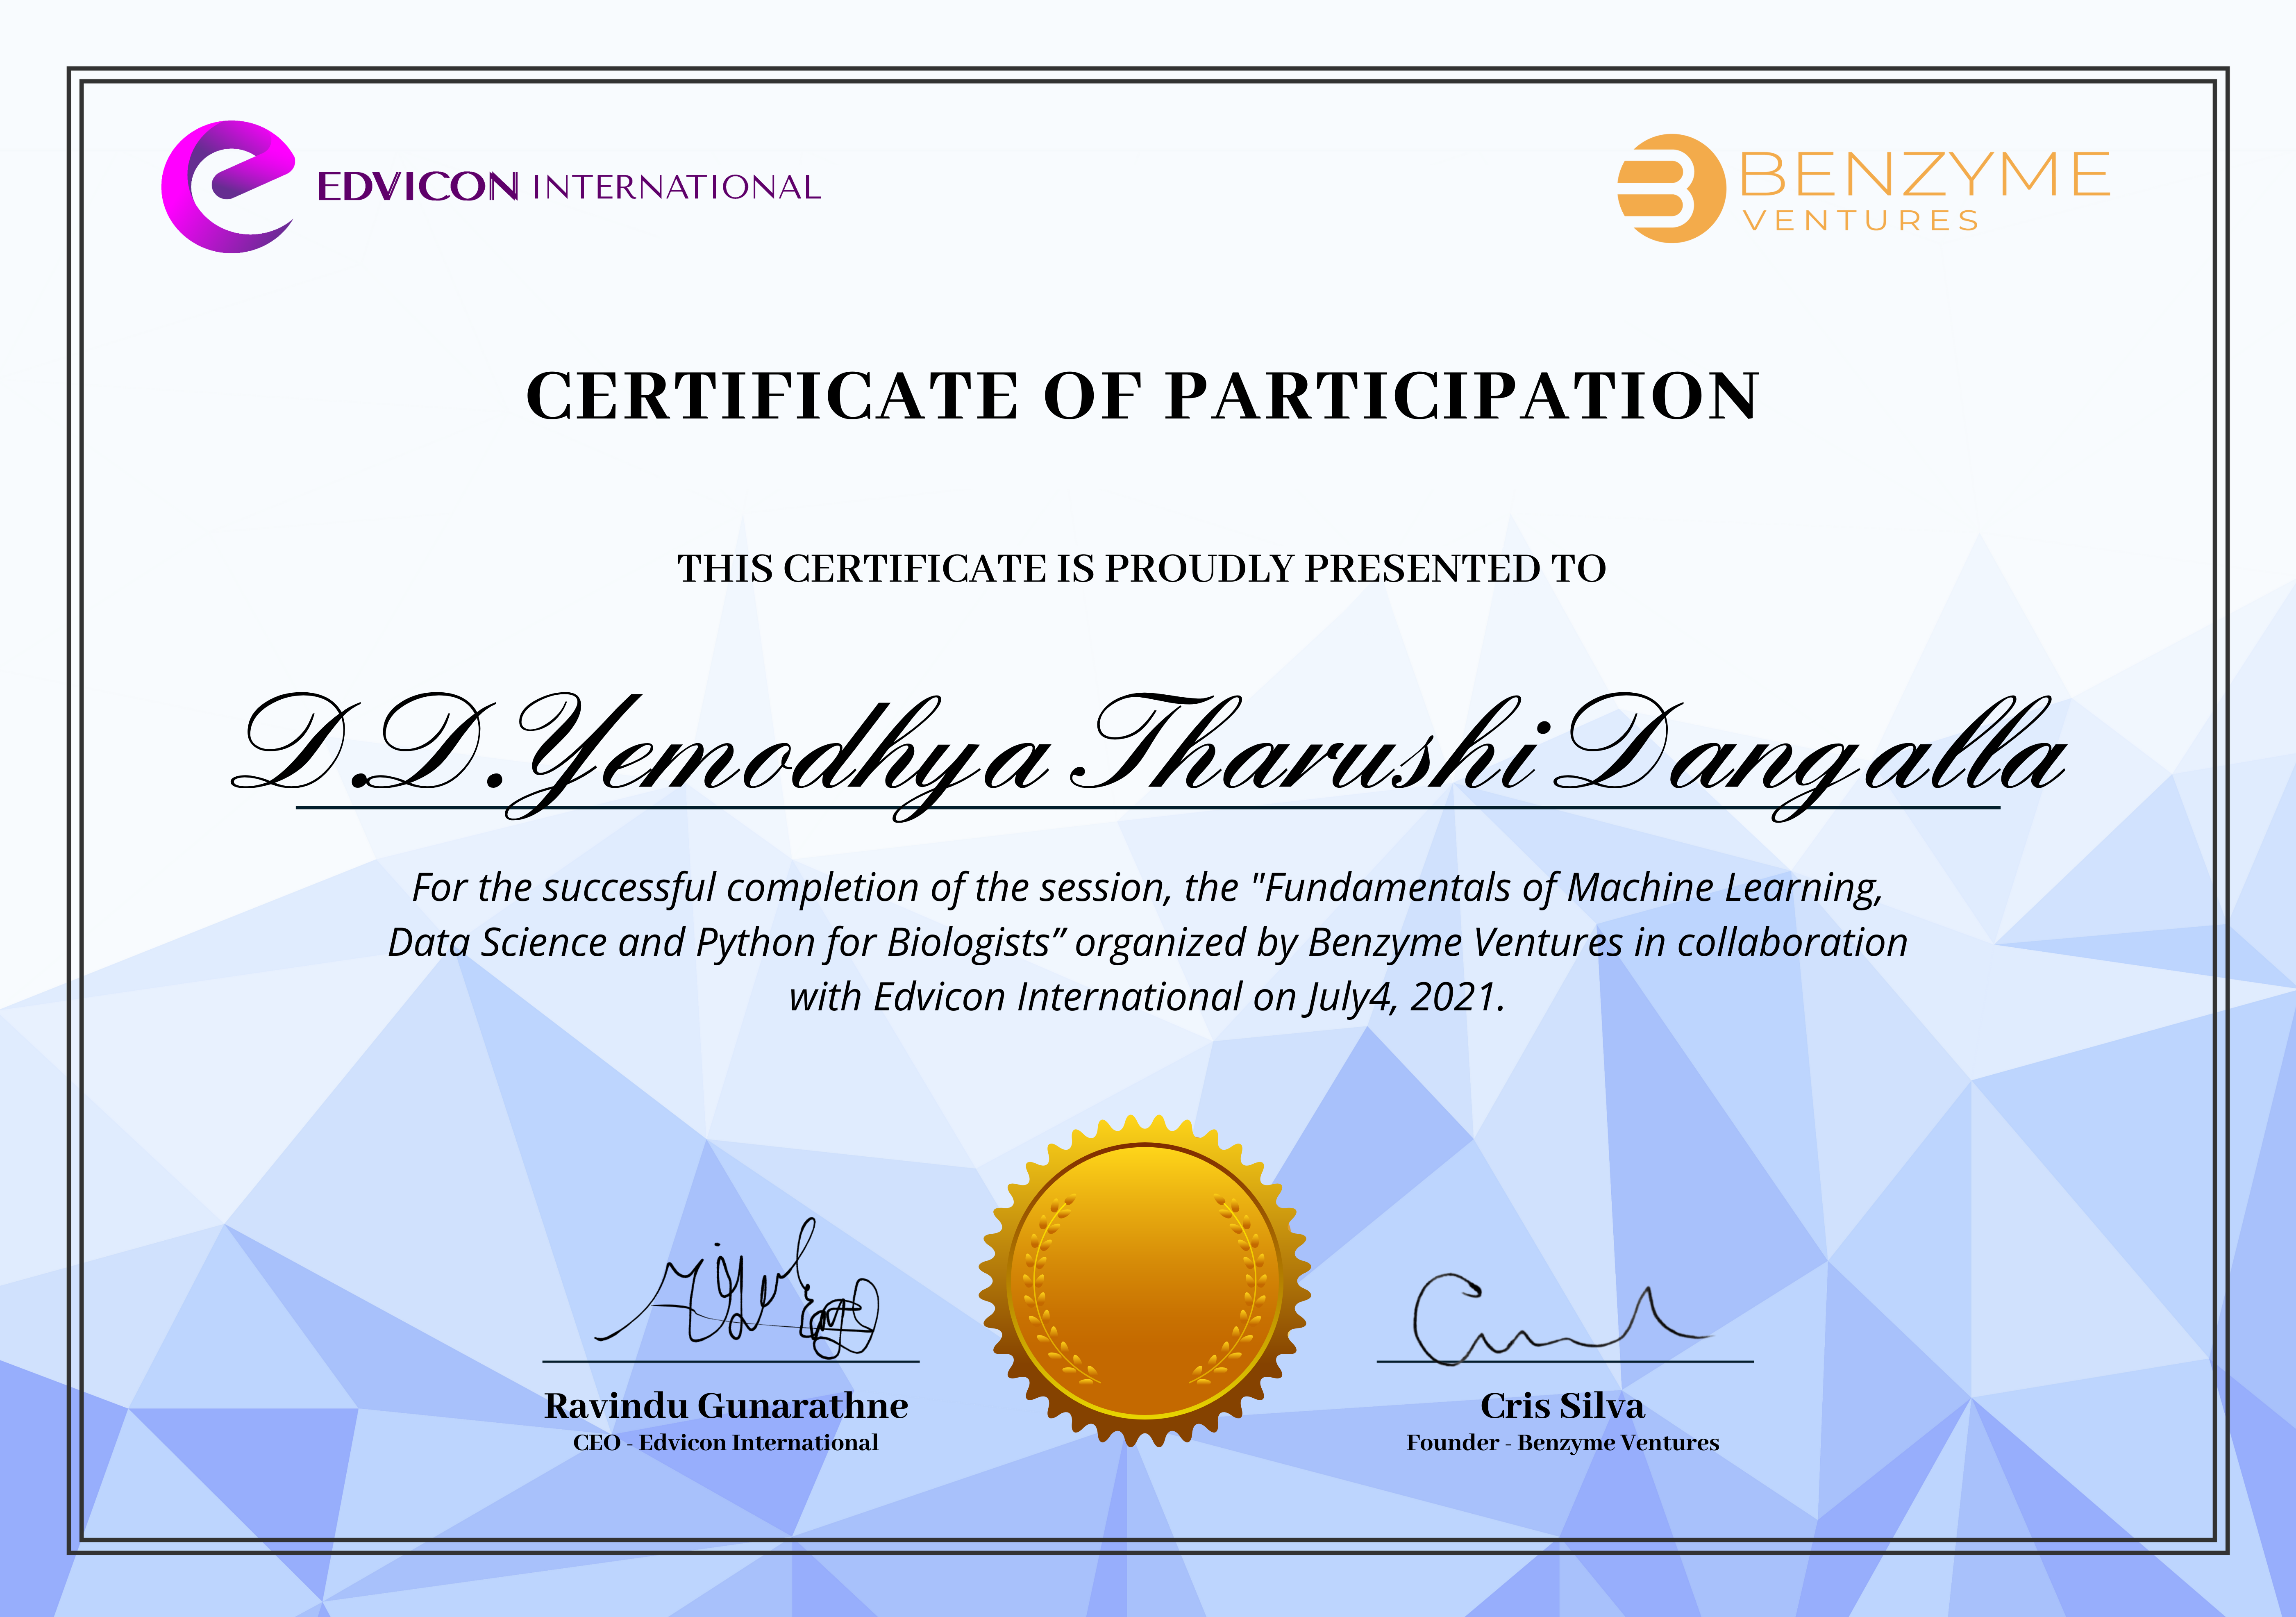 EDVICON INTERNATIONAL
BENZYME
VENTURES
CERTIFICATE OF PARTICIPATION
THIS CERTIFICATE IS PROUDLY PRESENTED TO
D.D.Yemodhya Tharushi Dangalla
For the successful completion of the session, the "Fundamentals of Machine Learning,
Data Science and Python for Biologists” organized by Benzyme Ventures in collaboration
with Edvicon International on July4, 2021.
Ravindu Gunarathne
CEO - Edvicon International
Cris Silva
Founder - Benzyme Ventures